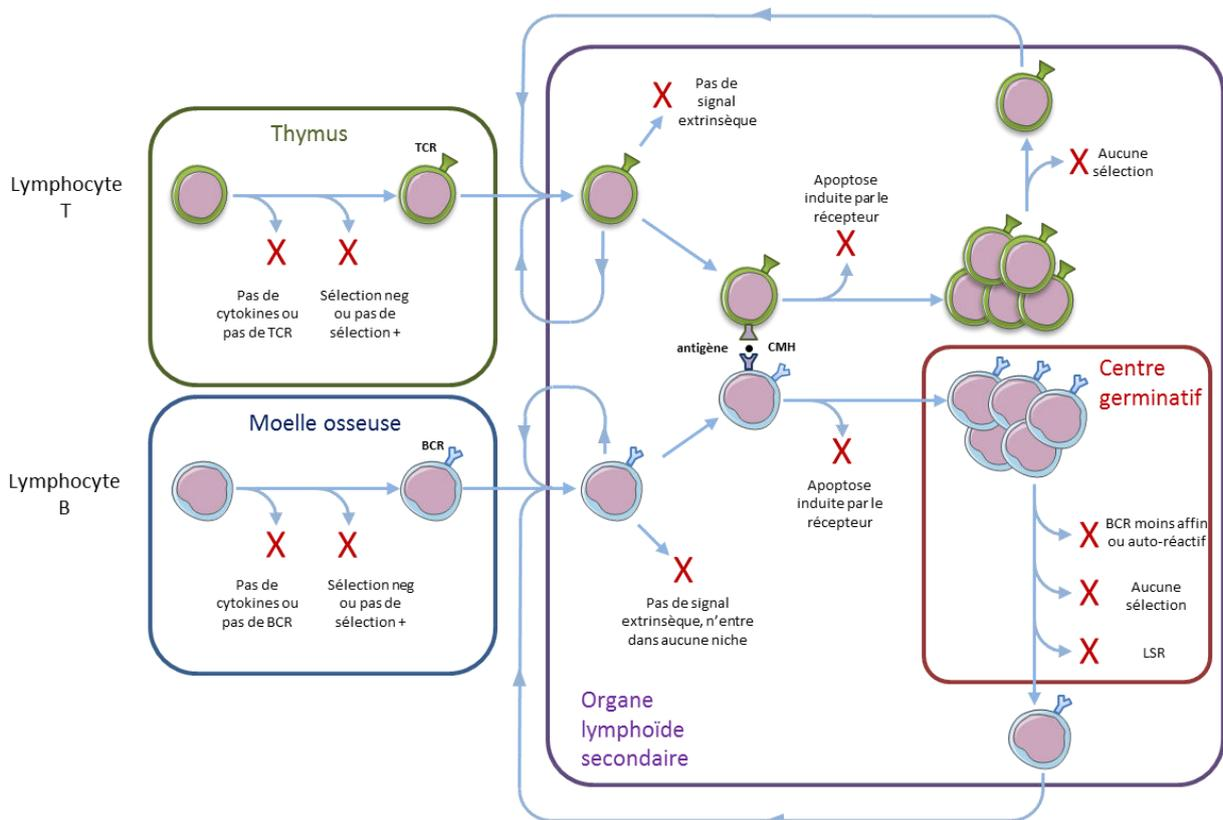 Pas de
signal
extrinsèque
Thymus
TCR
Lymphocyte
T
Aucune
sélection
Apoptose
induite par le
récepteur
Pas de
cytokines ou
pas de TCR
Sélection neg
ou pas de
sélection +
antigène
CMH
Centre
germinatif
Moelle osseuse
BCR
Lymphocyte
B
Apoptose
induite par le
récepteur
BCR moins affin
ou auto-réactif
Pas de
cytokines ou
pas de BCR
Sélection neg
ou pas de
sélection +
Pas de signal
extrinsèque, n'entre
dans aucune niche
Aucune
sélection
LSR
Organe
lymphoïde
secondaire